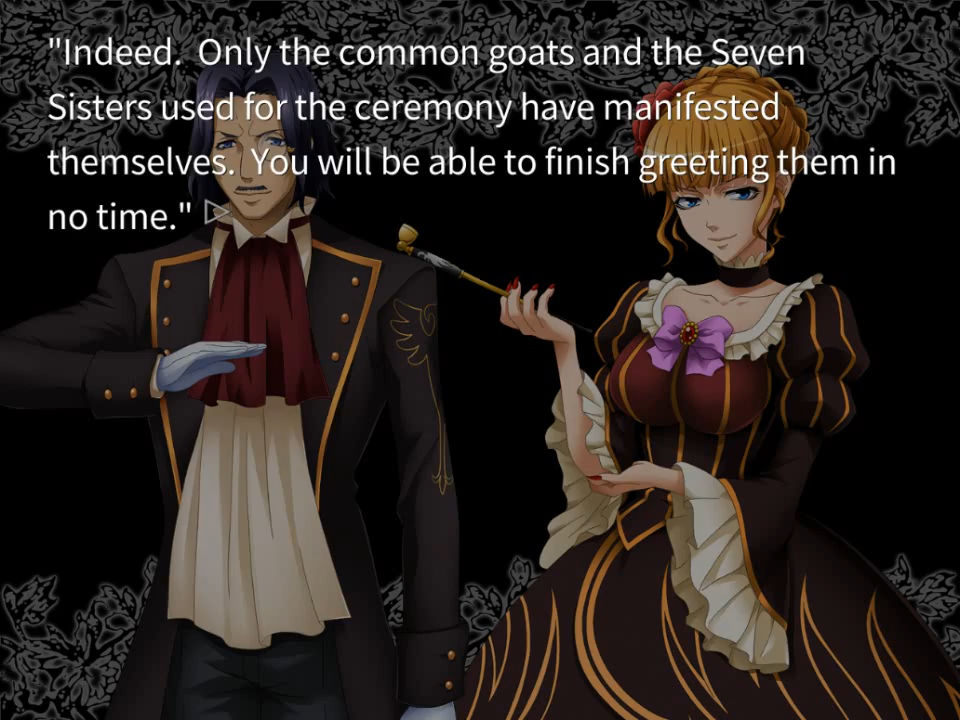 "Indeed.  Only the common goats and the Seven
Sisters used for the ceremony have manifested
themselves.  You will be able to finish greeting them in
no time."